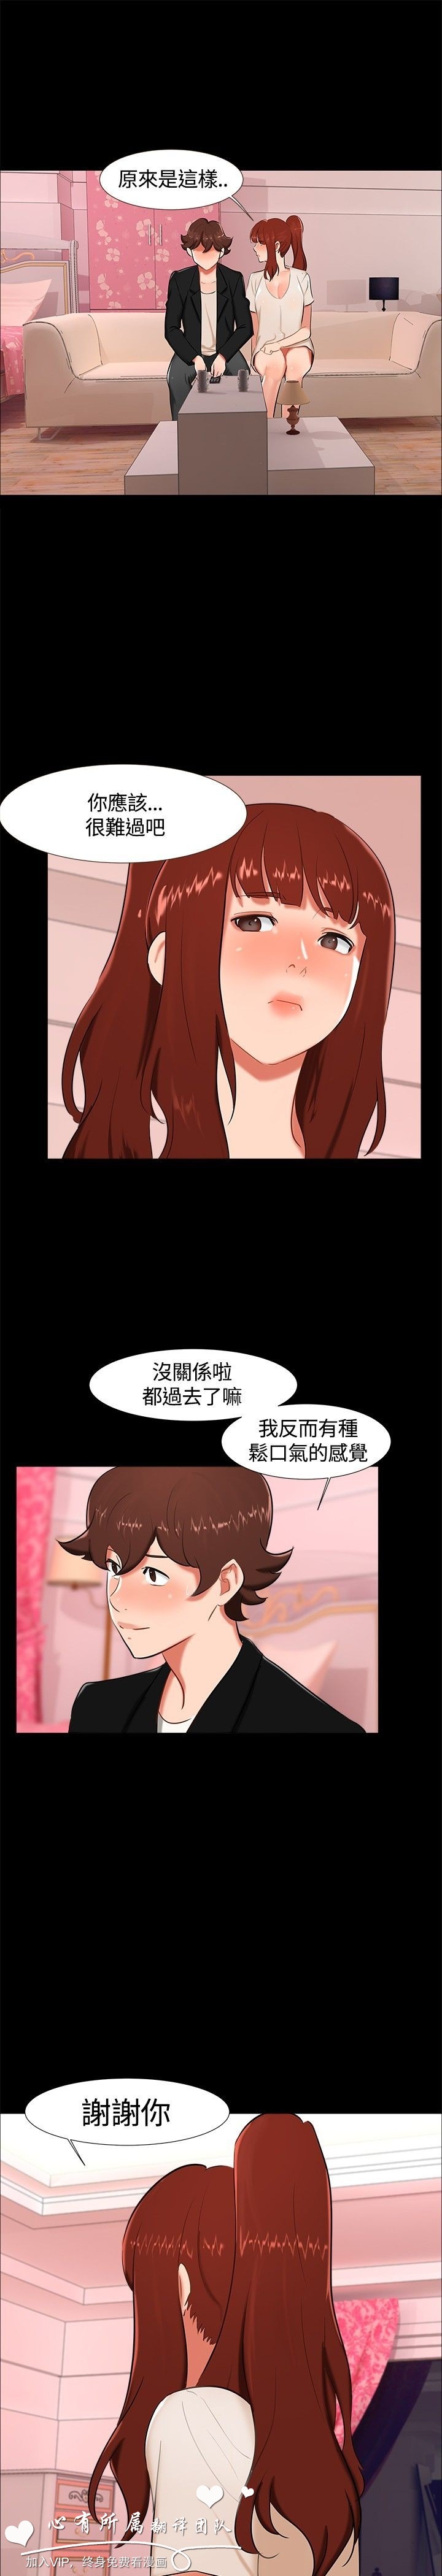 原來是這樣..
你應該...
很難過吧
沒關係啦
都過去了嘛
我反而有種
鬆口氣的感覺
謝謝你
心有所属翻译团队
加入VIP，终身免费看漫画